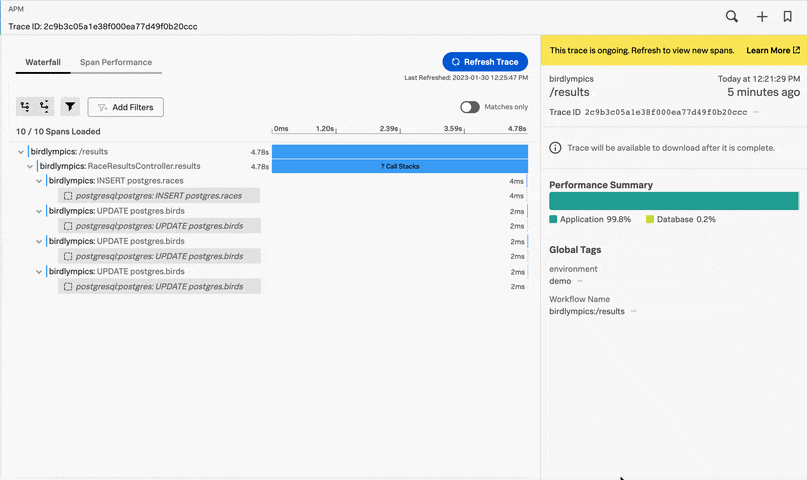 APM
Trace ID: 2c9b3c05a1e38f000ea77d49f0b20ccc
Waterfall Span Performance
Refresh Trace
Last Refreshed: 2023-01-30 12:25:47 PM
Add Filters
Matches only
10 / 10 Spans Loaded
0ms 1.20s 2.39s 3.59s 4.78s
birdlympics: /results 4.78s
birdlympics: RaceResultsController.results 4.78s 7 Call Stacks
birdlympics: INSERT postgres.races 4ms
postgresql:postgres: INSERT postgres.races 4ms
birdlympics: UPDATE postgres.birds 2ms
postgresql:postgres: UPDATE postgres.birds 2ms
birdlympics: UPDATE postgres.birds 2ms
postgresql:postgres: UPDATE postgres.birds 2ms
birdlympics: UPDATE postgres.birds 2ms
postgresql:postgres: UPDATE postgres.birds 2ms
This trace is ongoing. Refresh to view new spans. Learn More
birdlympics Today at 12:21:29 PM
/results 5 minutes ago
Trace ID 2c9b3c05a1e38f000ea77d49f0b20ccc
Trace will be available to download after it is complete.
Performance Summary
Application 99.8% Database 0.2%
Global Tags
environment
demo
Workflow Name
birdlympics:/results